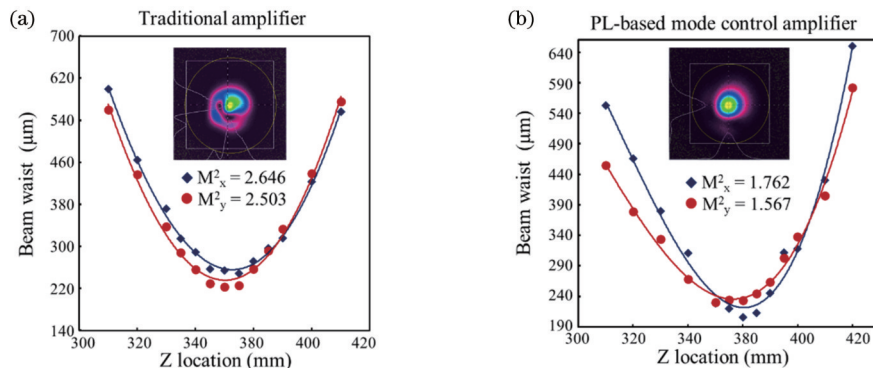 (a)
Traditional amplifier
700
620
540
460
380
300
220
140
Beam waist (μm)
M²ₓ = 2.646
M²ᵧ = 2.503
300 320 340 360 380 400 420
Z location (mm)
(b)
PL-based mode control amplifier
640
590
540
490
440
390
340
290
240
190
Beam waist (μm)
M²ₓ = 1.762
M²ᵧ = 1.567
300 320 340 360 380 400 420
Z location (mm)